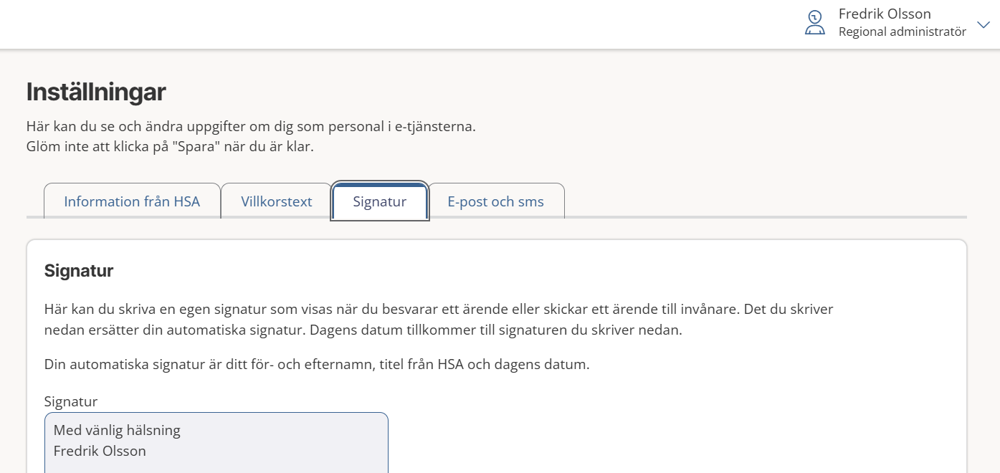 Fredrik Olsson
Regional administratör
Inställningar
Här kan du se och ändra uppgifter om dig som personal i e-tjänsterna.
Glöm inte att klicka på "Spara" när du är klar.
Information från HSA
Villkorstext
Signatur
E-post och sms
Signatur
Här kan du skriva en egen signatur som visas när du besvarar ett ärende eller skickar ett ärende till invånare. Det du skriver
nedan ersätter din automatiska signatur. Dagens datum tillkommer till signaturen du skriver nedan.
Din automatiska signatur är ditt för- och efternamn, titel från HSA och dagens datum.
Signatur
Med vänlig hälsning
Fredrik Olsson